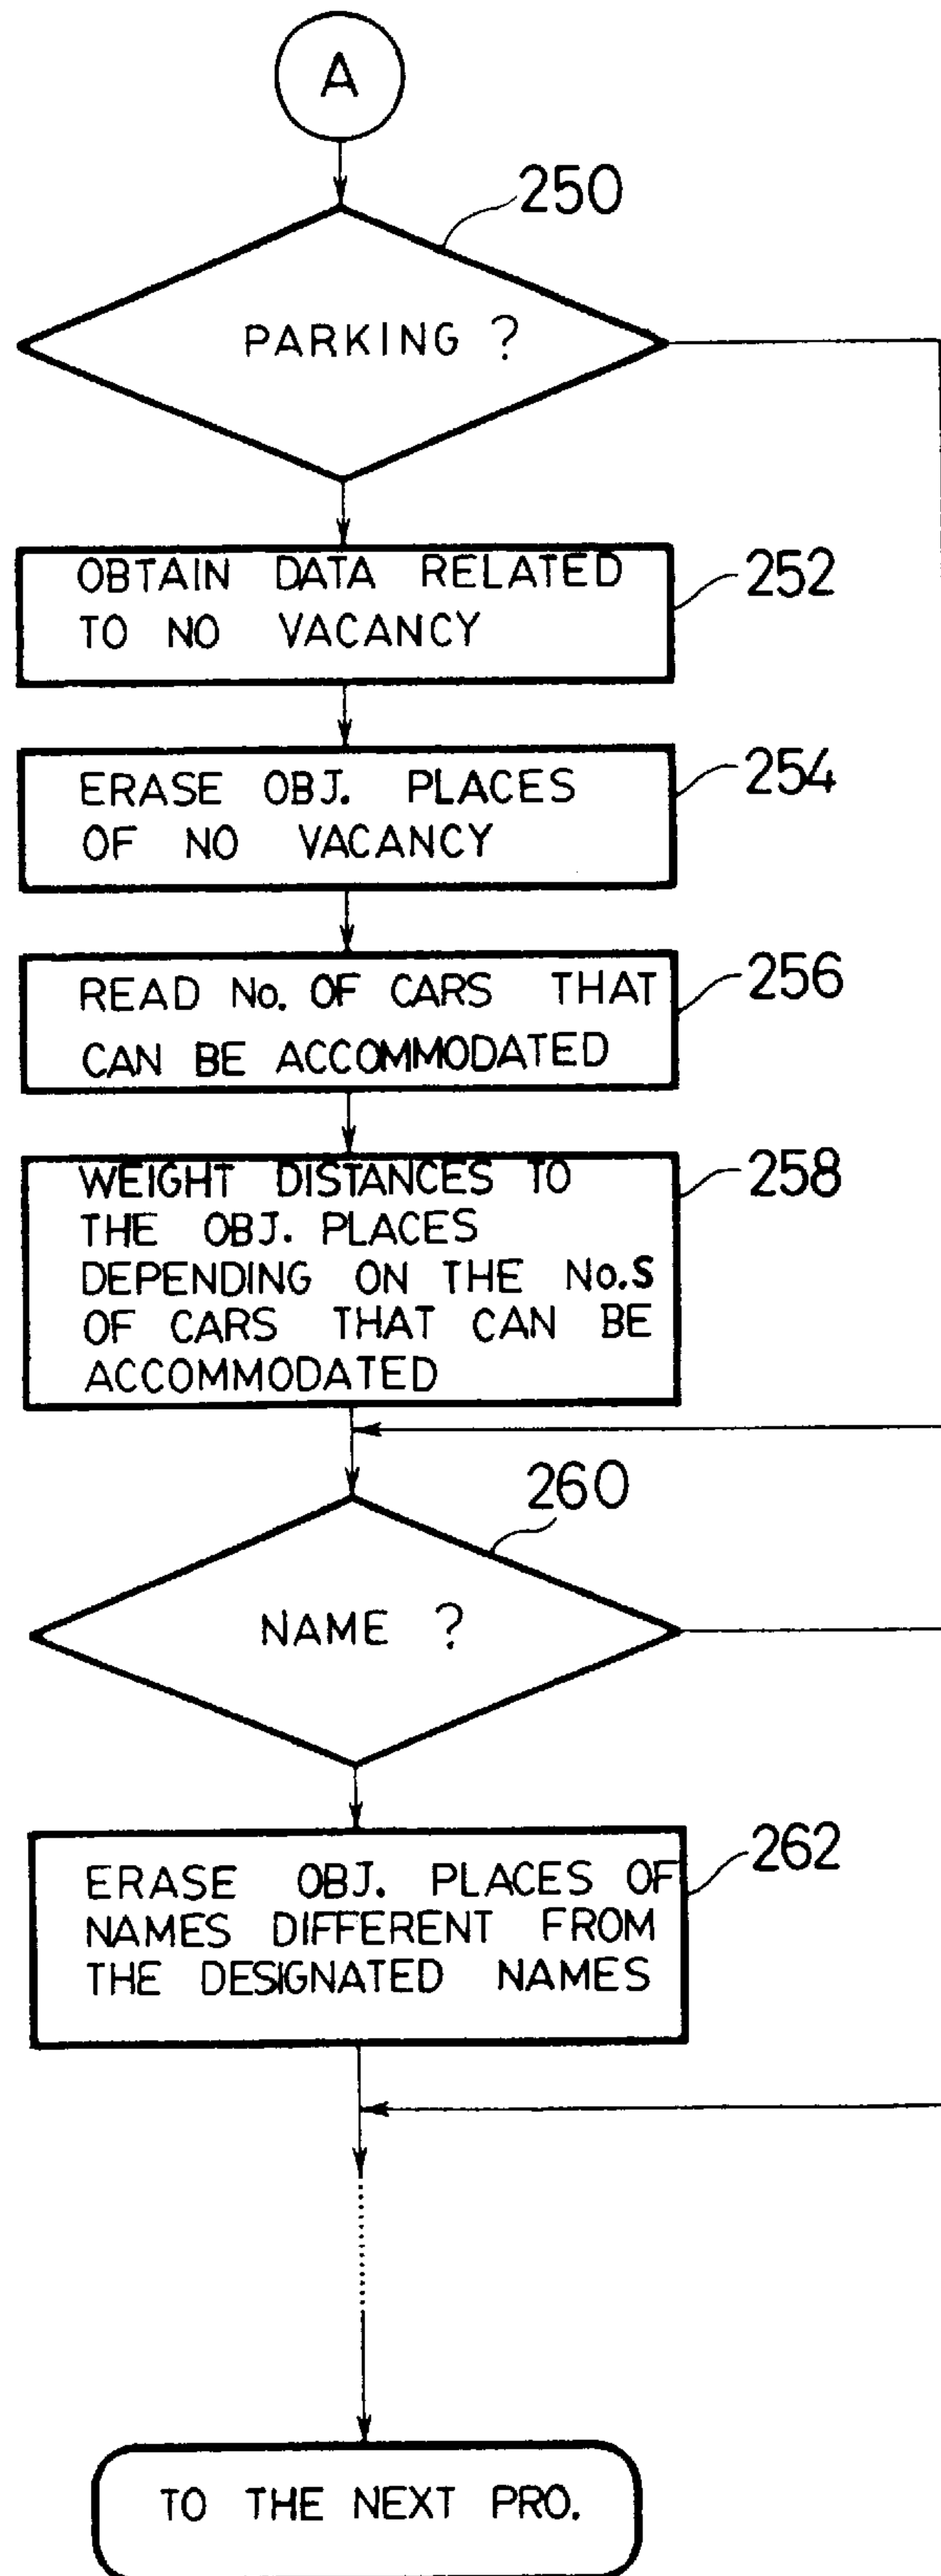 A
250
PARKING ?
OBTAIN DATA RELATED
TO NO VACANCY
252
ERASE OBJ. PLACES
OF NO VACANCY
254
READ No. OF CARS THAT
CAN BE ACCOMMODATED
256
WEIGHT DISTANCES TO
THE OBJ. PLACES
DEPENDING ON THE No.S
OF CARS THAT CAN BE
ACCOMMODATED
258
260
NAME ?
ERASE OBJ. PLACES OF
NAMES DIFFERENT FROM
THE DESIGNATED NAMES
262
TO THE NEXT PRO.